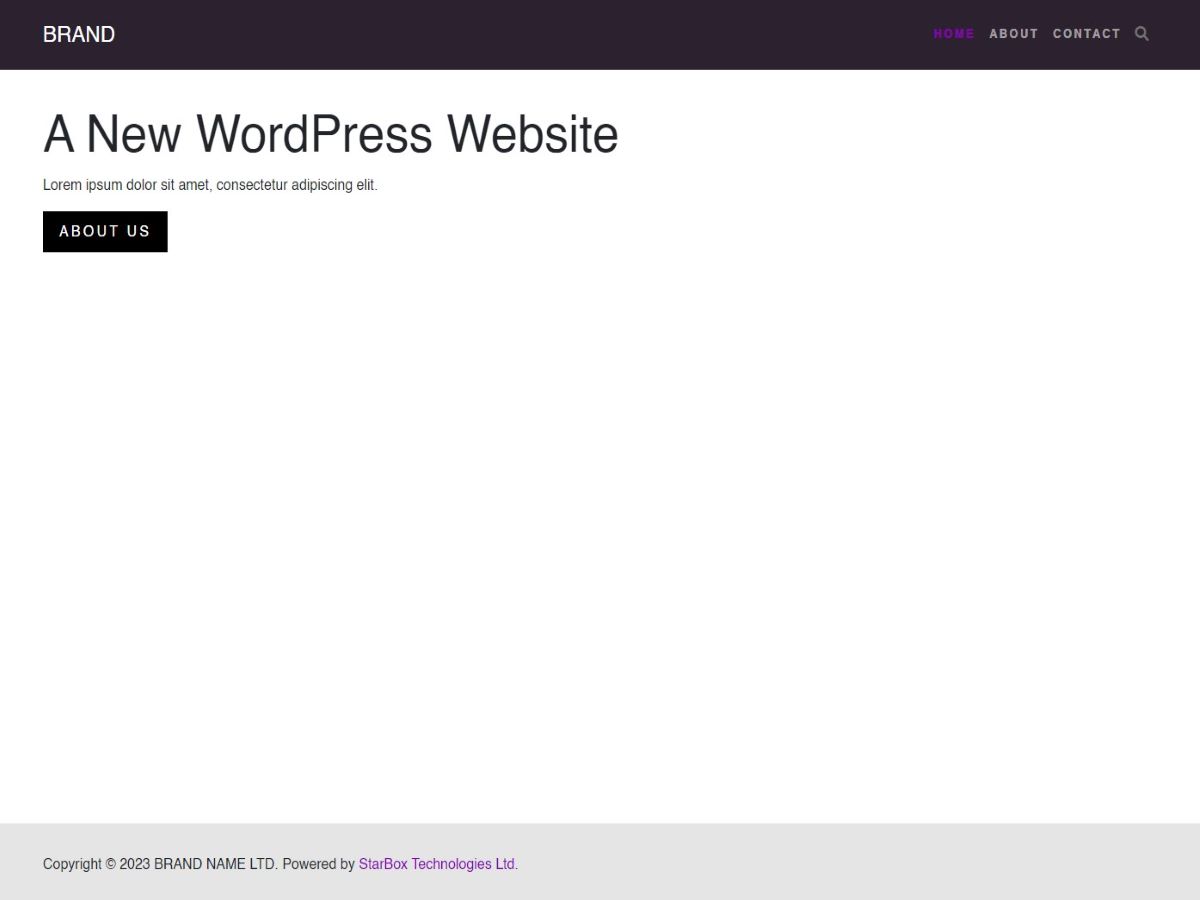 BRAND
HOME ABOUT CONTACT
A New WordPress Website
Lorem ipsum dolor sit amet, consectetur adipiscing elit.
ABOUT US
Copyright © 2023 BRAND NAME LTD. Powered by StarBox Technologies Ltd.